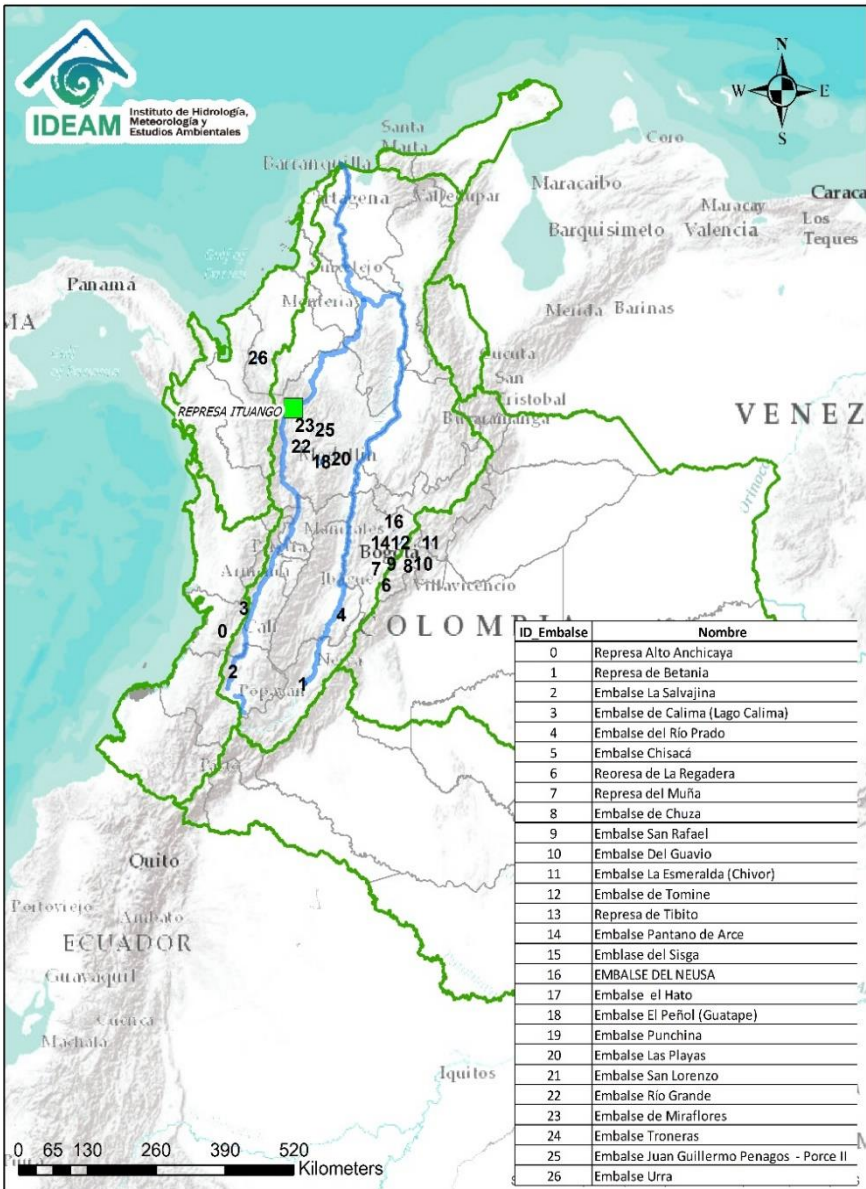 IDEAM Instituto de Hidrología,
Meteorología y
Estudios Ambientales
N
W E
S
Santa
Marta
Barranquilla
Coro
Maracaibo
Caraca
Valledupar
Maracay
Los
Teques
Barquisimeto Valencia
Panamá
MA
Montería
Merida Barinas
26
San
REPRESA ITUANGO
23 25
VENEZ
22
18 20
Orinoco
Manizales
16
14 12 11
Bogotá
9
7 8 10
6
Villavicencio
Armenia
Ibagué
3
4
0
Cali
COLOMBIA
Neiva
2
1
Popayán
Pasto
Quito
Portoviejo
Ambato
ECUADOR
Guayaquil
Cuenca
Machala
Iquitos
ID_Embalse Nombre
0 Represa Alto Anchicaya
1 Represa de Betania
2 Embalse La Salvajina
3 Embalse de Calima (Lago Calima)
4 Embalse del Río Prado
5 Embalse Chisacá
6 Reoresa de La Regadera
7 Represa del Muña
8 Embalse de Chuza
9 Embalse San Rafael
10 Embalse Del Guavio
11 Embalse La Esmeralda (Chivor)
12 Embalse de Tomine
13 Represa de Tibito
14 Embalse Pantano de Arce
15 Emblase del Sisga
16 EMBALSE DEL NEUSA
17 Embalse el Hato
18 Embalse El Peñol (Guatape)
19 Embalse Punchina
20 Embalse Las Playas
21 Embalse San Lorenzo
22 Embalse Río Grande
23 Embalse de Miraflores
24 Embalse Troneras
25 Embalse Juan Guillermo Penagos - Porce II
26 Embalse Urra
0 65 130 260 390 520
Kilometers